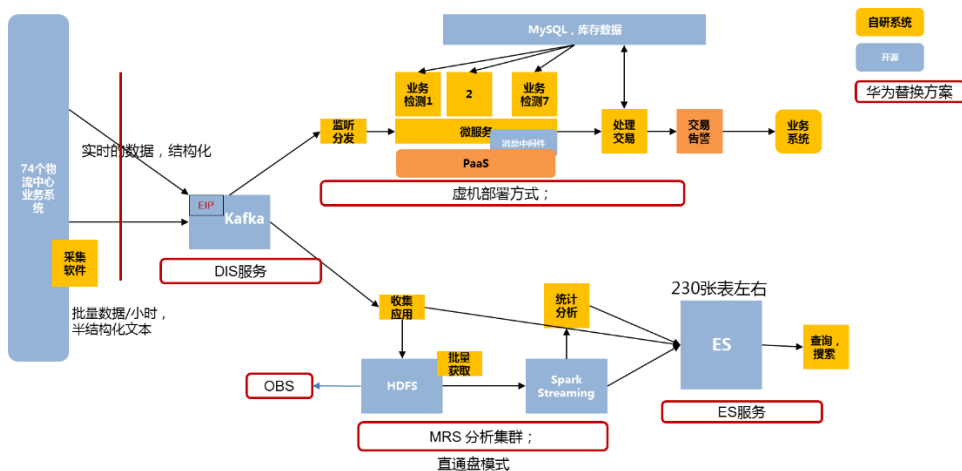 MySQL，库存数据
自研系统
开源
华为替换方案
业务
检测1
2
业务
检测7
监听
分发
微服务
消息中间件
PaaS
处理
交易
交易
告警
业务
系统
虚机部署方式；
实时的数据，结构化
74个物
流中心
业务系
统
EIP
Kafka
采集
软件
DIS服务
批量数据/小时，
半结构化文本
收集
应用
统计
分析
230张表左右
ES
查询，
搜索
批量
获取
OBS
HDFS
Spark
Streaming
ES服务
MRS 分析集群；
直通盘模式